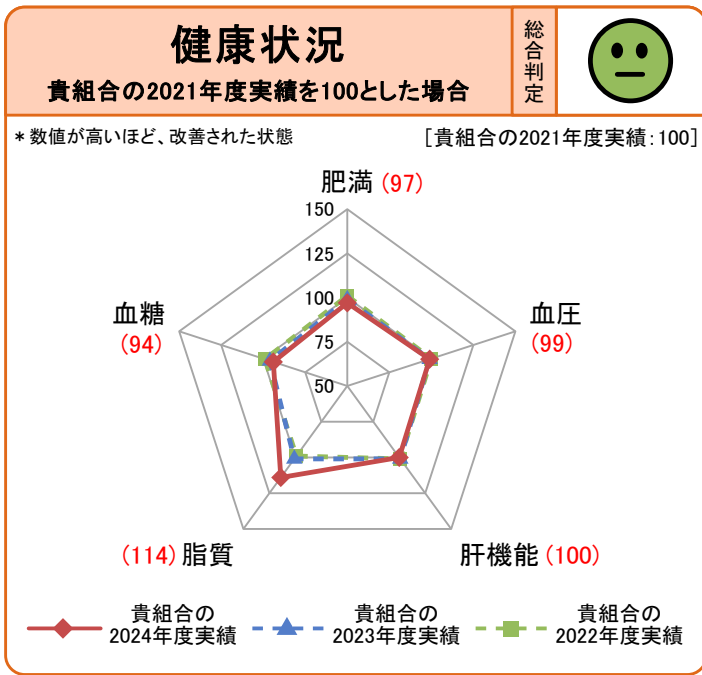 健康状況
貴組合の2021年度実績を100とした場合
総合判定
*数値が高いほど、改善された状態
[貴組合の2021年度実績:100]
肥満(97)
150
125
100
75
50
血糖
(94)
血圧
(99)
(114)脂質
肝機能(100)
貴組合の
2024年度実績
貴組合の
2023年度実績
貴組合の
2022年度実績